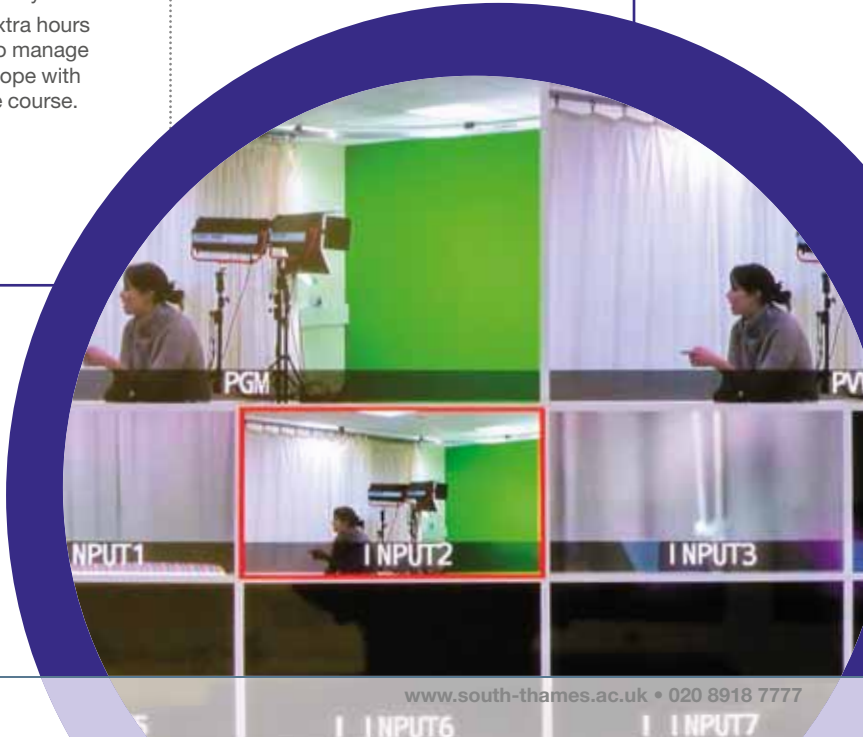 xtra hours
o manage
ope with
e course.
PGM
PV
NPUT1
INPUT2
INPUT3
www.south-thames.ac.uk • 020 8918 7777
INPUT6
INPUT7